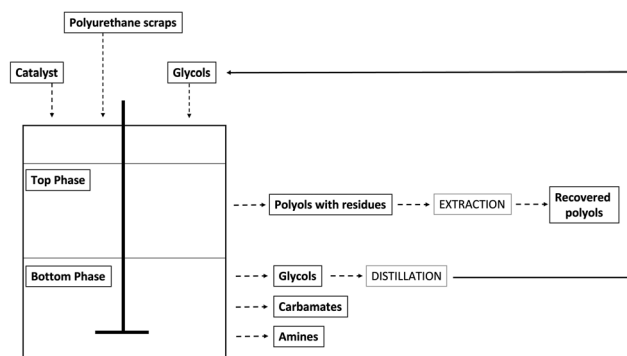 Polyurethane scraps
Catalyst
Glycols
Top Phase
Polyols with residues
EXTRACTION
Recovered
polyols
Bottom Phase
Glycols
DISTILLATION
Carbamates
Amines